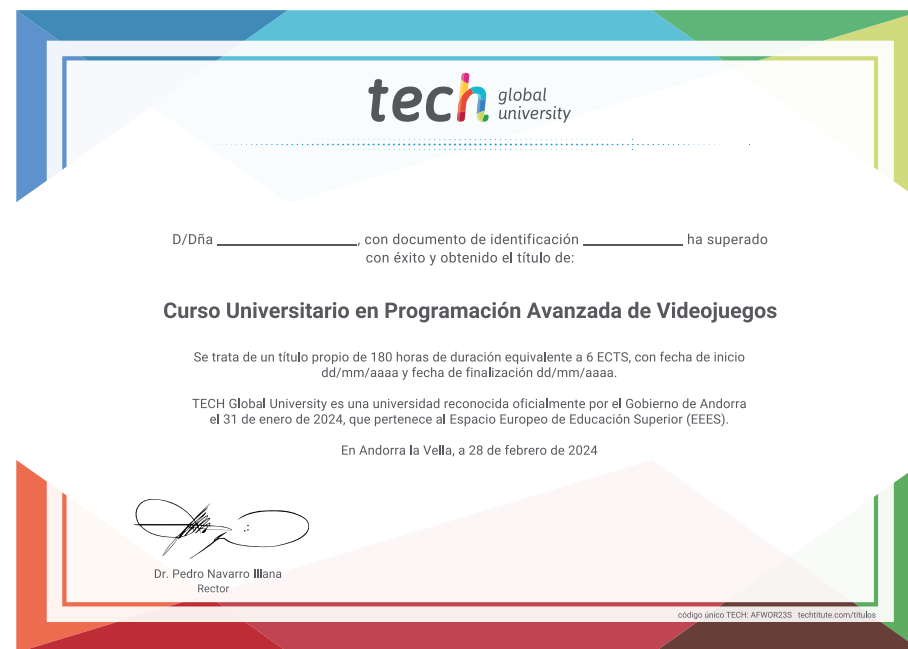 tech global university
D/Dña ____________________, con documento de identificación ______________ ha superado
con éxito y obtenido el título de:
Curso Universitario en Programación Avanzada de Videojuegos
Se trata de un título propio de 180 horas de duración equivalente a 6 ECTS, con fecha de inicio
dd/mm/aaaa y fecha de finalización dd/mm/aaaa.
TECH Global University es una universidad reconocida oficialmente por el Gobierno de Andorra
el 31 de enero de 2024, que pertenece al Espacio Europeo de Educación Superior (EEES).
En Andorra la Vella, a 28 de febrero de 2024
Dr. Pedro Navarro Illana
Rector
código único TECH: AFWOR23S techtitute.com/titulos